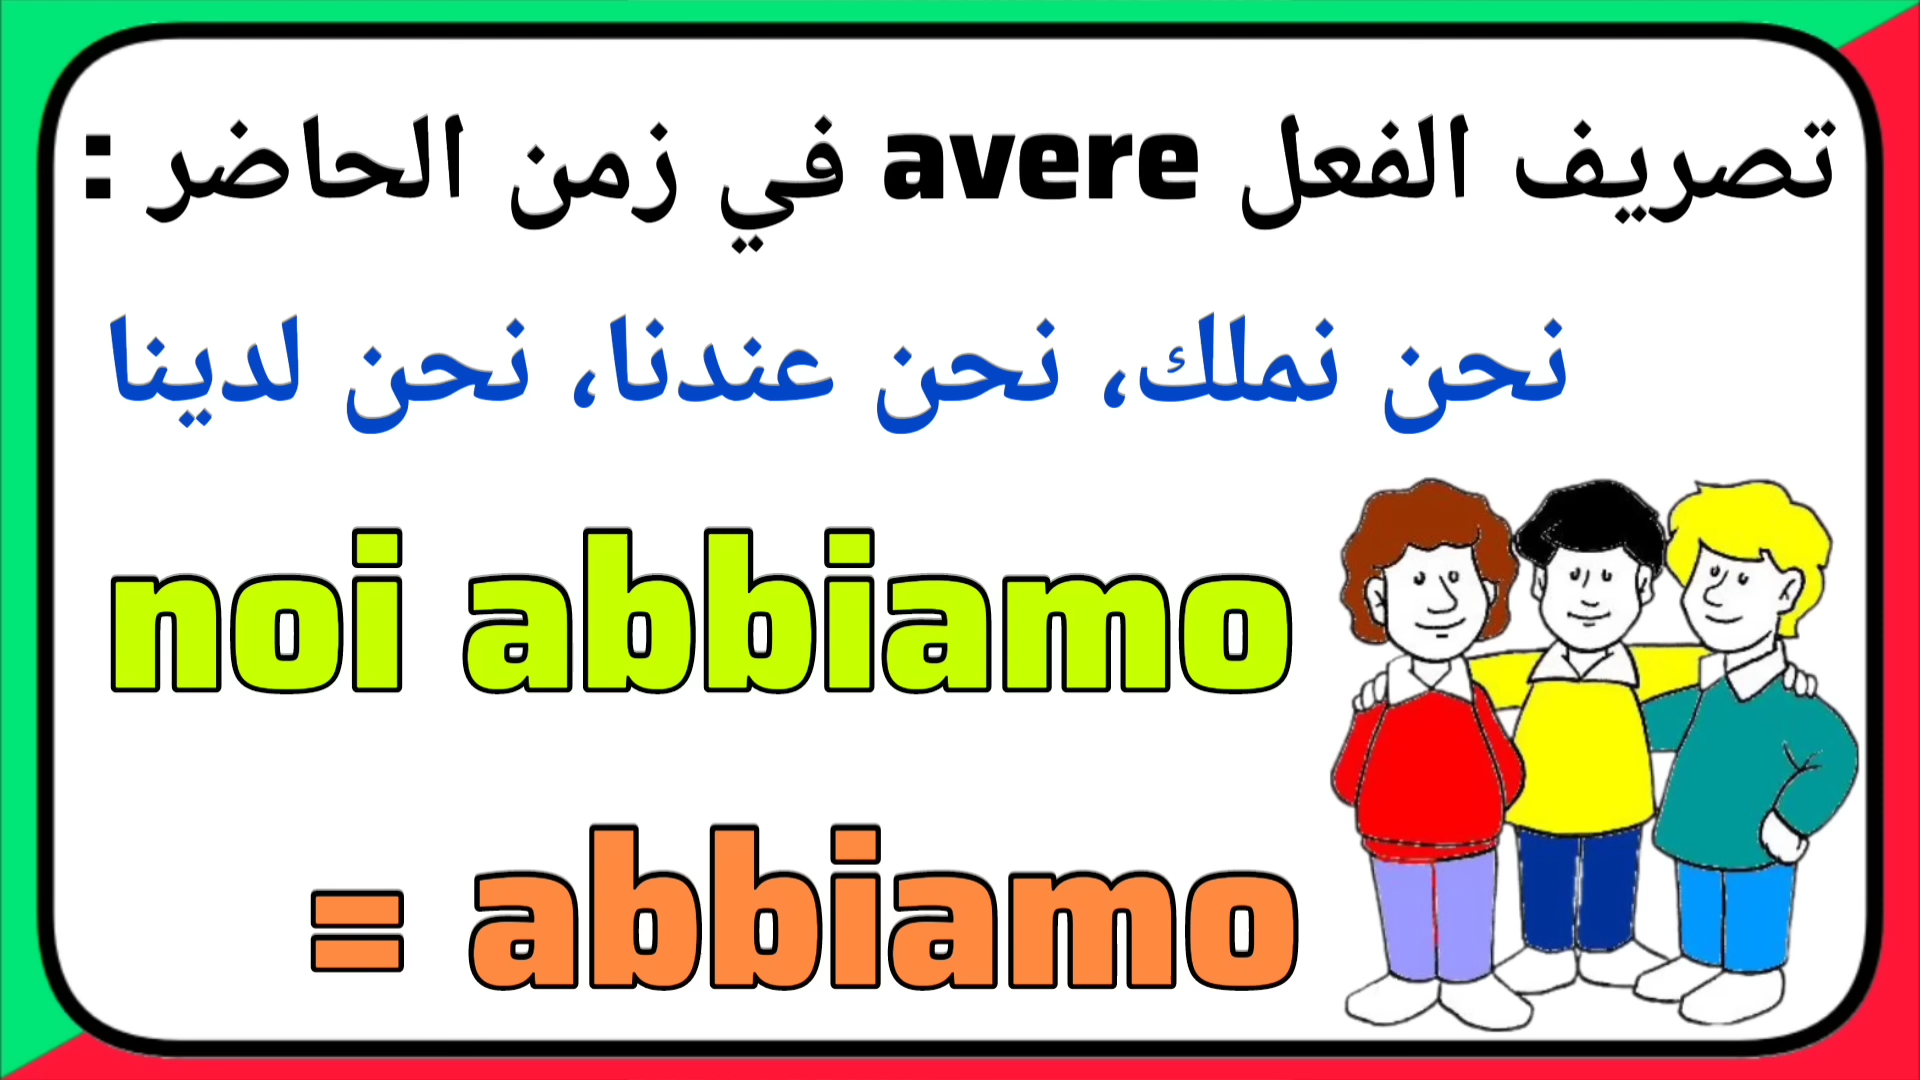 تصريف الفعل avere في زمن الحاضر :
نحن نملك، نحن عندنا، نحن لدينا
noi abbiamo
= abbiamo